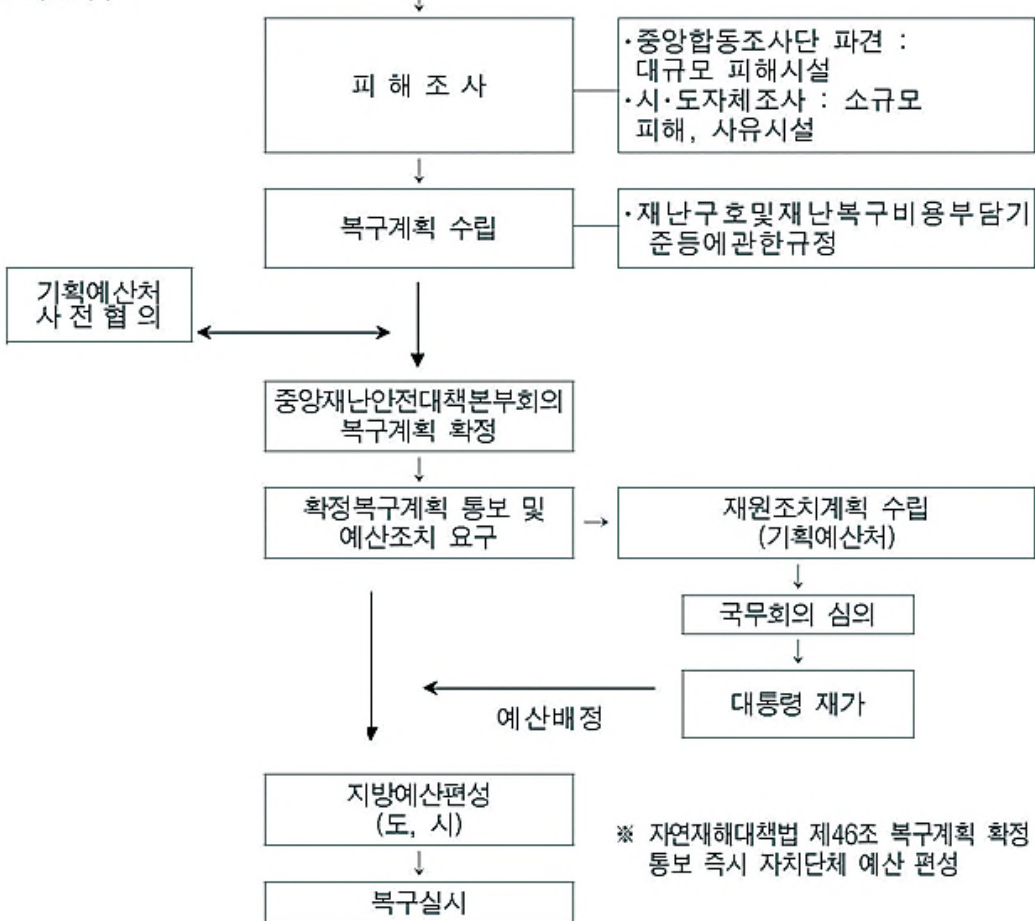 피 해 조 사
·중앙합동조사단 파견 :
대규모 피해시설
·시·도자체조사 : 소규모
피해, 사유시설
복구계획 수립
·재난구호및재난복구비용부담기
준등에관한규정
기획예산처
사 전 협 의
중앙재난안전대책본부회의
복구계획 확정
확정복구계획 통보 및
예산조치 요구
재원조치계획 수립
(기획예산처)
국무회의 심의
대통령 재가
예산배정
지방예산편성
(도, 시)
※ 자연재해대책법 제46조 복구계획 확정
통보 즉시 자치단체 예산 편성
복구실시